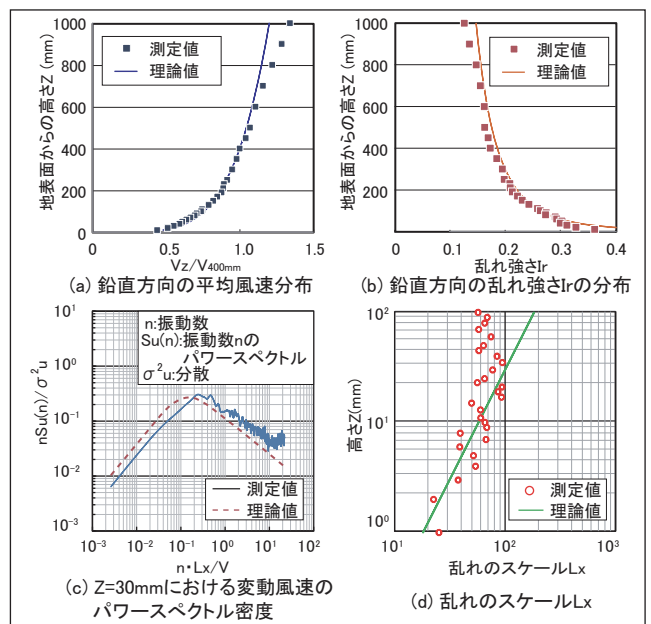 地表面からの高さZ (mm)
1000
800
600
400
200
0
測定値
理論値
0
0.5
1.0
1.5
Vz/V400mm
(a) 鉛直方向の平均風速分布
地表面からの高さZ (mm)
1000
800
600
400
200
0
測定値
理論値
0
0.1
0.2
0.3
0.4
乱れ強さIr
(b) 鉛直方向の乱れ強さIrの分布
nSu(n)/σ²u
10¹
10⁰
10⁻¹
10⁻²
10⁻³
n:振動数
Su(n):振動数nの
パワースペクトル
σ²u:分散
測定値
理論値
10⁻³
10⁻²
10⁻¹
10⁰
10¹
10²
n・Lx/V
(c) Z=30mmにおける変動風速の
パワースペクトル密度
高さZ(mm)
10²
10¹
10⁰
測定値
理論値
10¹
10²
10³
乱れのスケールLx
(d) 乱れのスケールLx